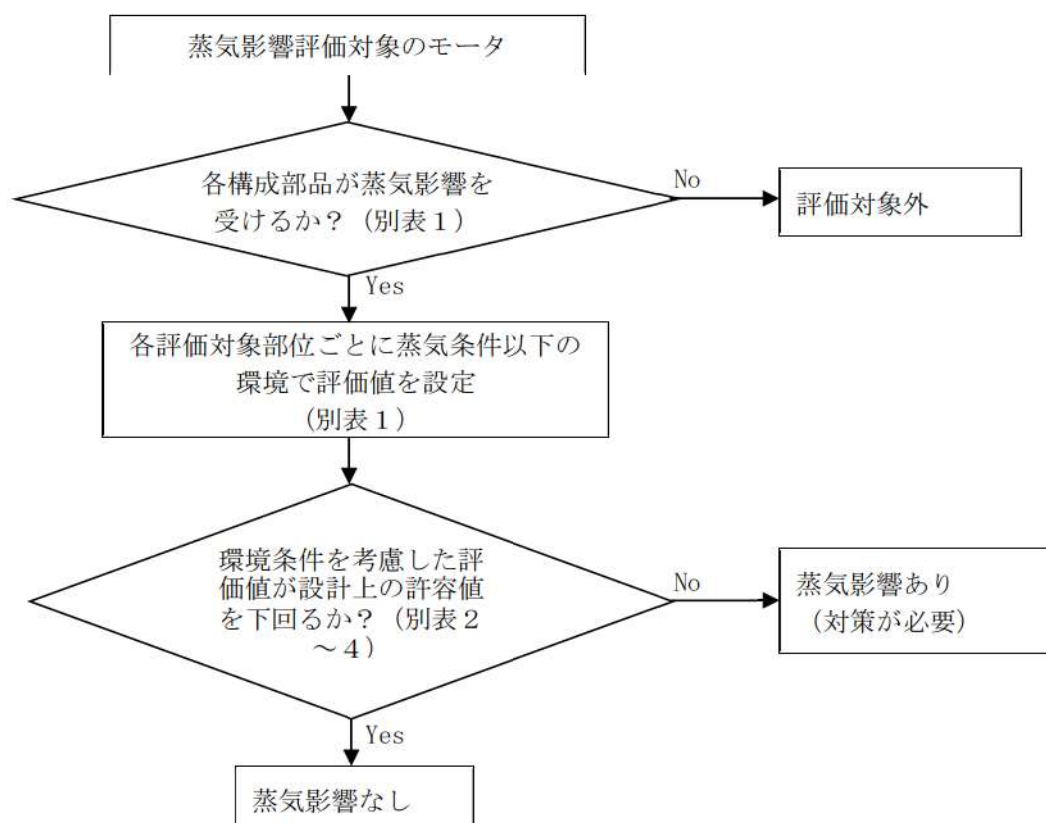 蒸気影響評価対象のモータ
各構成部品が蒸気影響を
受けるか？（別表１）
No
評価対象外
Yes
各評価対象部位ごとに蒸気条件以下の
環境で評価値を設定
（別表１）
環境条件を考慮した評
価値が設計上の許容値
を下回るか？（別表２
～４）
No
蒸気影響あり
（対策が必要）
Yes
蒸気影響なし